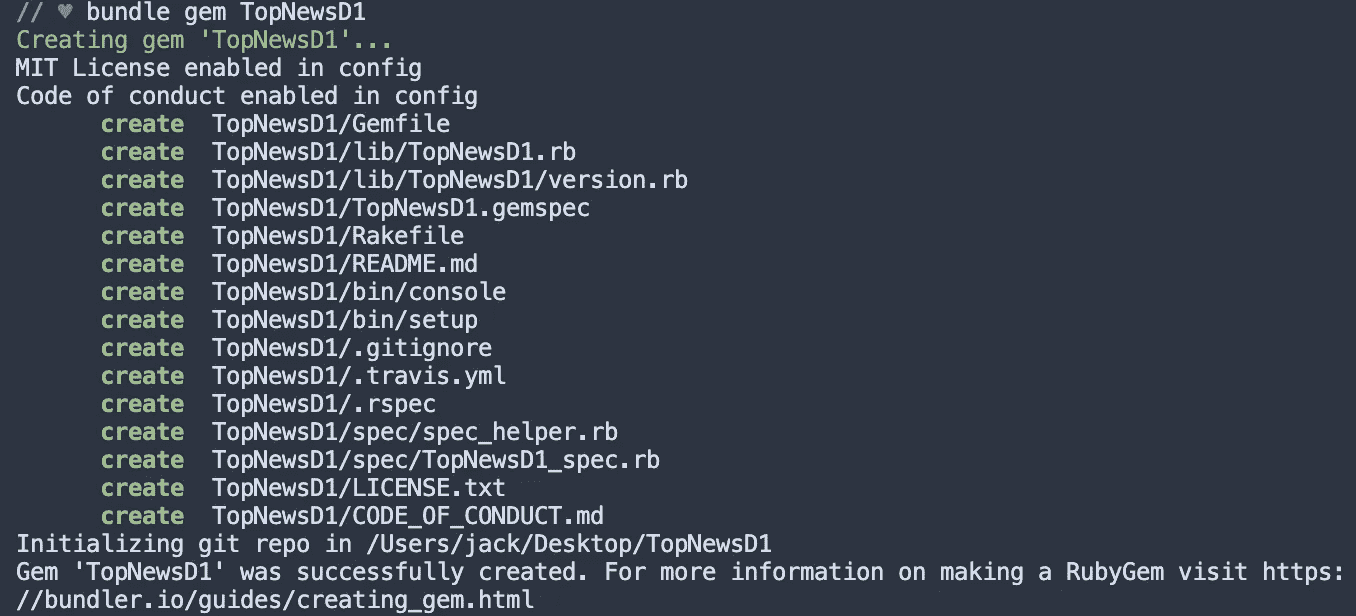 // ♥ bundle gem TopNewsD1
Creating gem 'TopNewsD1'...
MIT License enabled in config
Code of conduct enabled in config
create TopNewsD1/Gemfile
create TopNewsD1/lib/TopNewsD1.rb
create TopNewsD1/lib/TopNewsD1/version.rb
create TopNewsD1/TopNewsD1.gemspec
create TopNewsD1/Rakefile
create TopNewsD1/README.md
create TopNewsD1/bin/console
create TopNewsD1/bin/setup
create TopNewsD1/.gitignore
create TopNewsD1/.travis.yml
create TopNewsD1/.rspec
create TopNewsD1/spec/spec_helper.rb
create TopNewsD1/spec/TopNewsD1_spec.rb
create TopNewsD1/LICENSE.txt
create TopNewsD1/CODE_OF_CONDUCT.md
Initializing git repo in /Users/jack/Desktop/TopNewsD1
Gem 'TopNewsD1' was successfully created. For more information on making a RubyGem visit https:
//bundler.io/guides/creating_gem.html